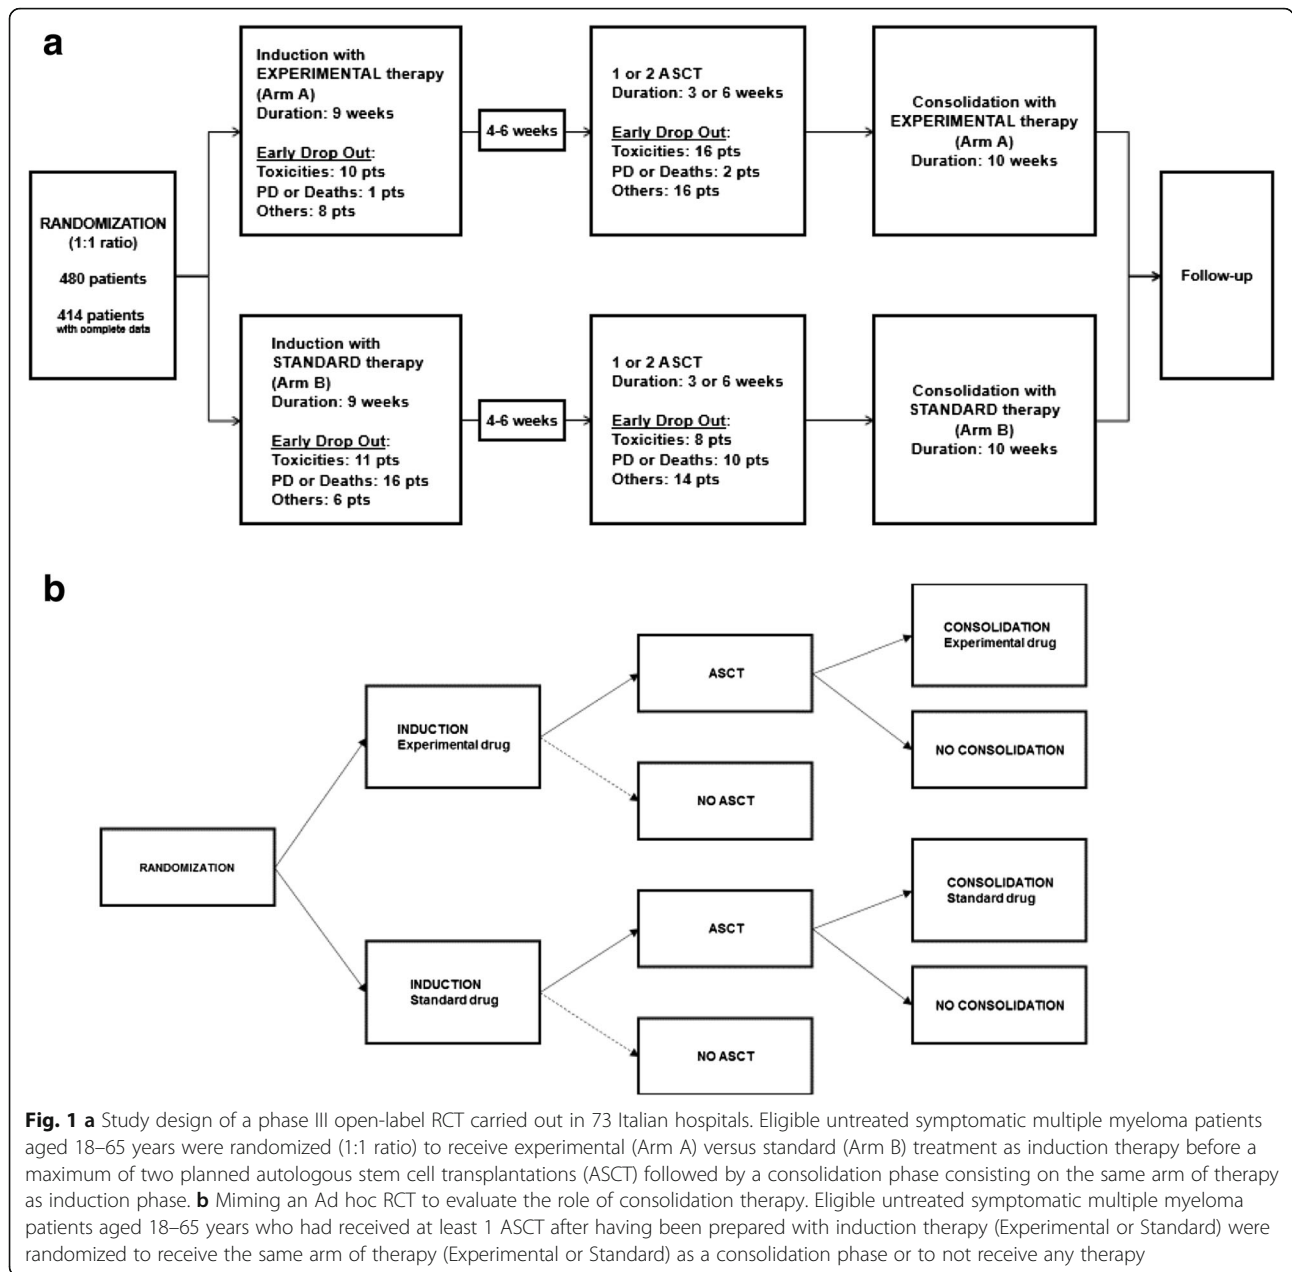 a
RANDOMIZATION
(1:1 ratio)
480 patients
414 patients
with complete data
Induction with
EXPERIMENTAL therapy
(Arm A)
Duration: 9 weeks
Early Drop Out:
Toxicities: 10 pts
PD or Deaths: 1 pts
Others: 8 pts
4-6 weeks
1 or 2 ASCT
Duration: 3 or 6 weeks
Early Drop Out:
Toxicities: 16 pts
PD or Deaths: 2 pts
Others: 16 pts
Consolidation with
EXPERIMENTAL therapy
(Arm A)
Duration: 10 weeks
Induction with
STANDARD therapy
(Arm B)
Duration: 9 weeks
Early Drop Out:
Toxicities: 11 pts
PD or Deaths: 16 pts
Others: 6 pts
4-6 weeks
1 or 2 ASCT
Duration: 3 or 6 weeks
Early Drop Out:
Toxicities: 8 pts
PD or Deaths: 10 pts
Others: 14 pts
Consolidation with
STANDARD therapy
(Arm B)
Duration: 10 weeks
Follow-up
b
RANDOMIZATION
INDUCTION
Experimental drug
ASCT
CONSOLIDATION
Experimental drug
NO CONSOLIDATION
NO ASCT
INDUCTION
Standard drug
ASCT
CONSOLIDATION
Standard drug
NO CONSOLIDATION
NO ASCT
Fig. 1 a Study design of a phase III open-label RCT carried out in 73 Italian hospitals. Eligible untreated symptomatic multiple myeloma patients
aged 18–65 years were randomized (1:1 ratio) to receive experimental (Arm A) versus standard (Arm B) treatment as induction therapy before a
maximum of two planned autologous stem cell transplantations (ASCT) followed by a consolidation phase consisting on the same arm of therapy
as induction phase. b Miming an Ad hoc RCT to evaluate the role of consolidation therapy. Eligible untreated symptomatic multiple myeloma
patients aged 18–65 years who had received at least 1 ASCT after having been prepared with induction therapy (Experimental or Standard) were
randomized to receive the same arm of therapy (Experimental or Standard) as a consolidation phase or to not receive any therapy